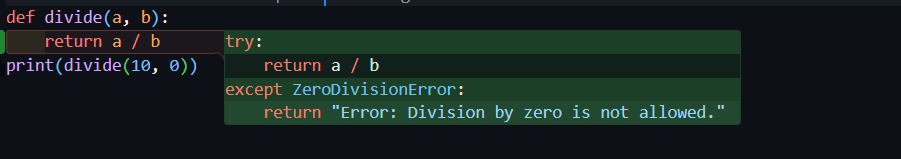 def divide(a, b):
    return a / b
print(divide(10, 0))
try:
    return a / b
except ZeroDivisionError:
    return "Error: Division by zero is not allowed."